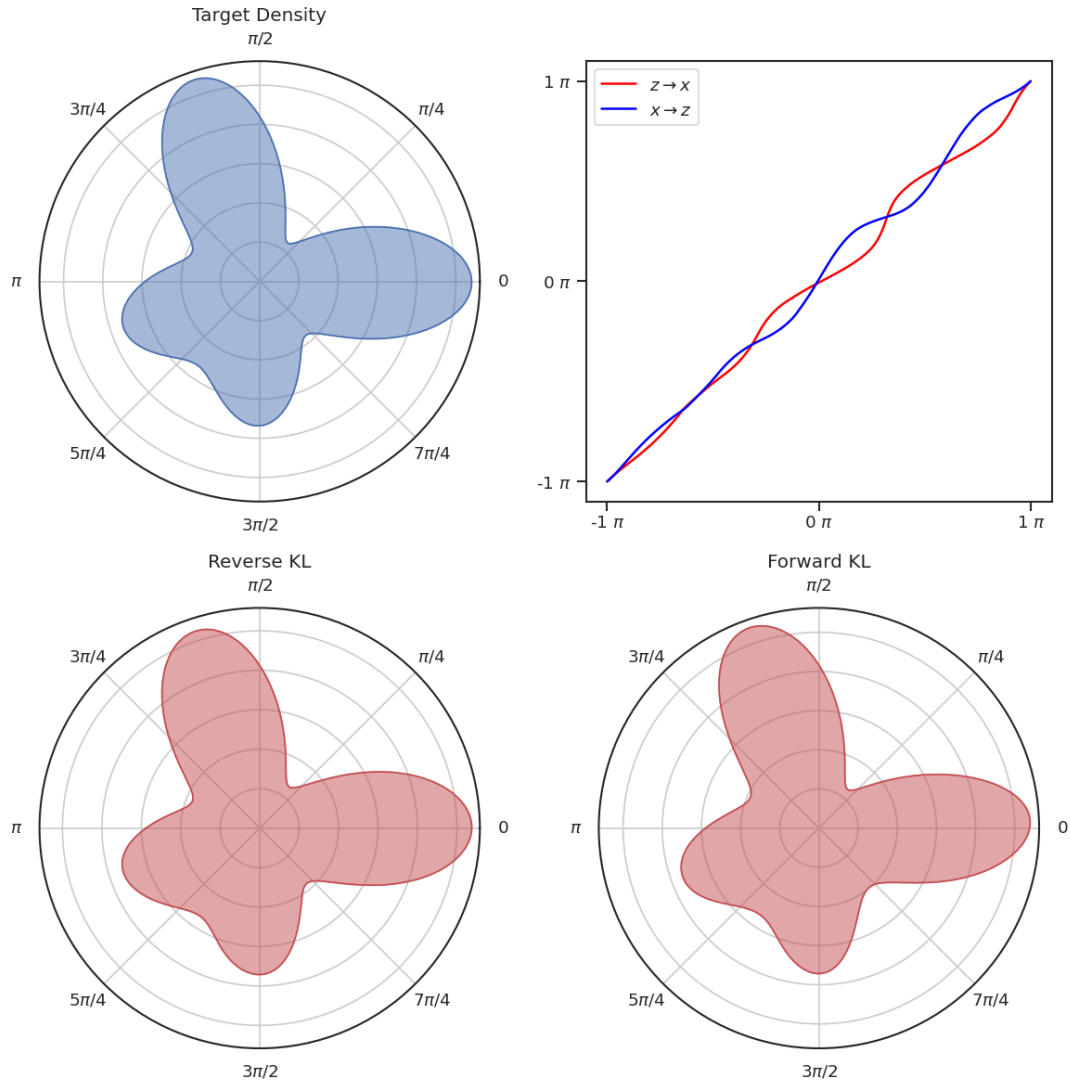 Target Density
π/2
3π/4
π/4
π
0
5π/4
7π/4
3π/2
z → x
x → z
1 π
0 π
-1 π
-1 π
0 π
1 π
Reverse KL
π/2
3π/4
π/4
π
0
5π/4
7π/4
3π/2
Forward KL
π/2
3π/4
π/4
π
0
5π/4
7π/4
3π/2